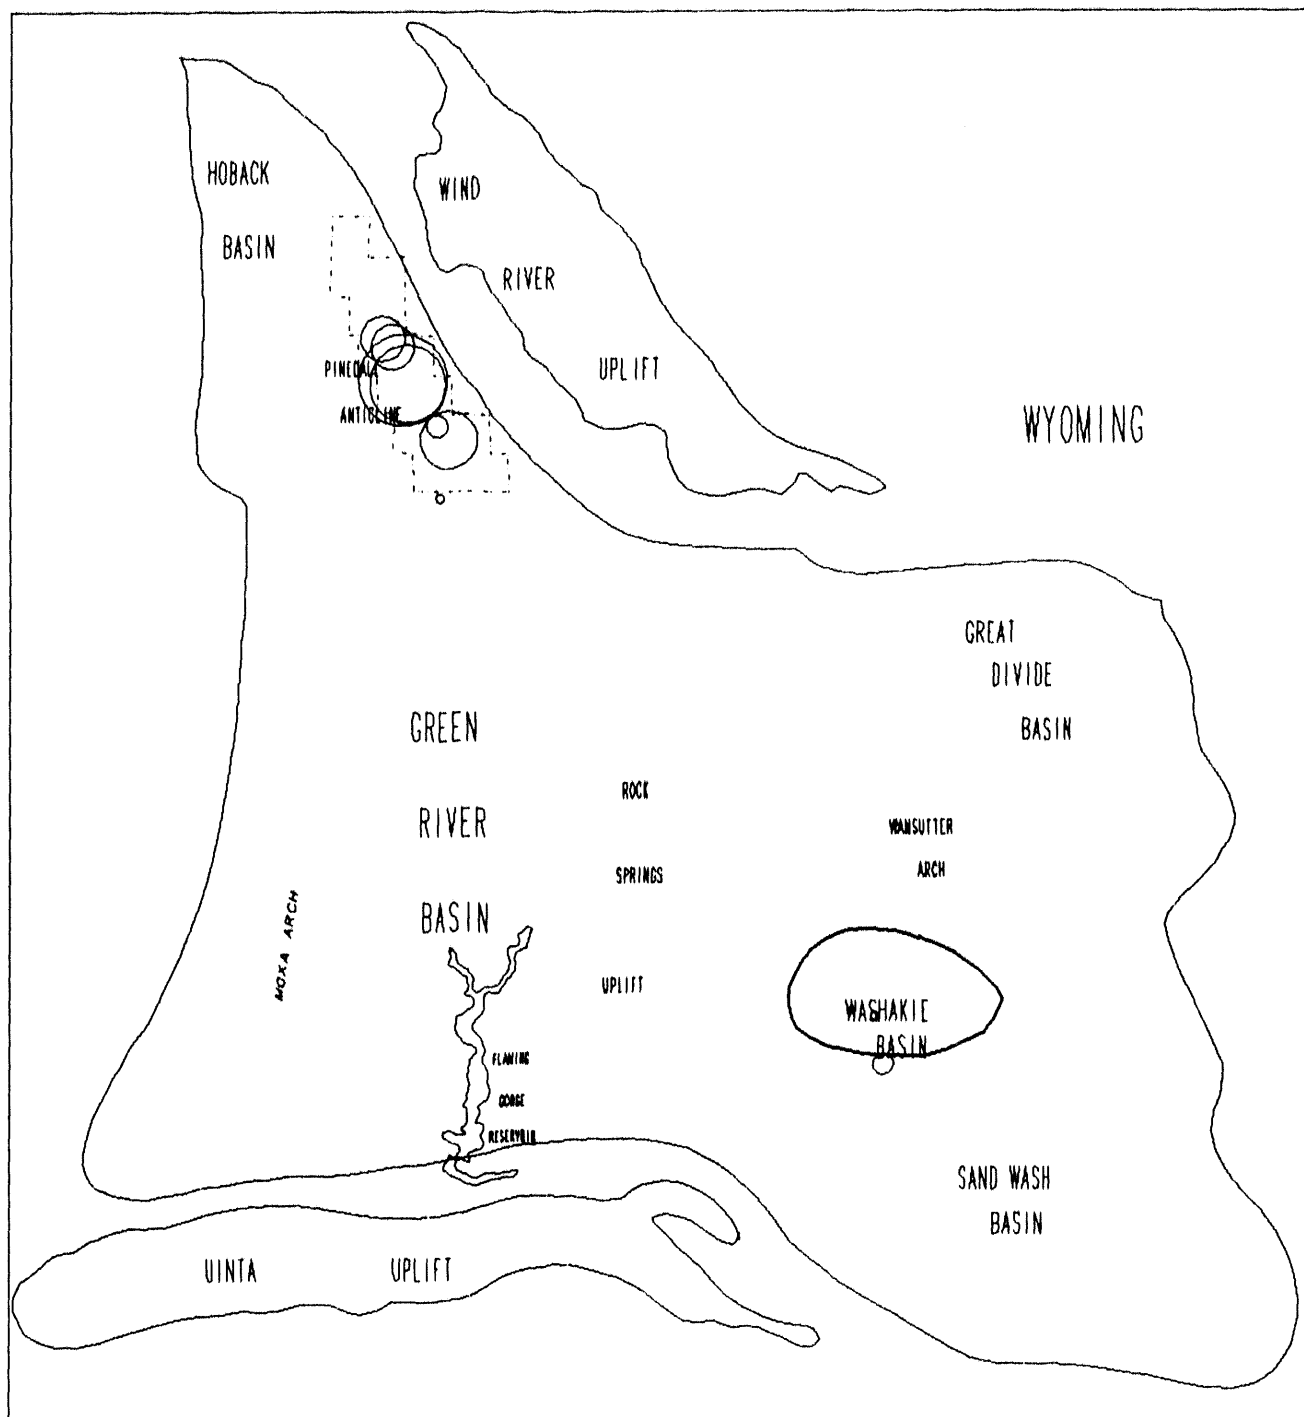 HOBACK
BASIN
WIND
RIVER
UPLIFT
PINEDALE
ANTICLINE
WYOMING
GREAT
DIVIDE
BASIN
GREEN
RIVER
BASIN
ROCK
SPRINGS
UPLIFT
WAMSUTTER
ARCH
MOXA ARCH
WASHAKIE
BASIN
FLAMING
GORGE
RESERVOIR
SAND WASH
BASIN
UINTA UPLIFT